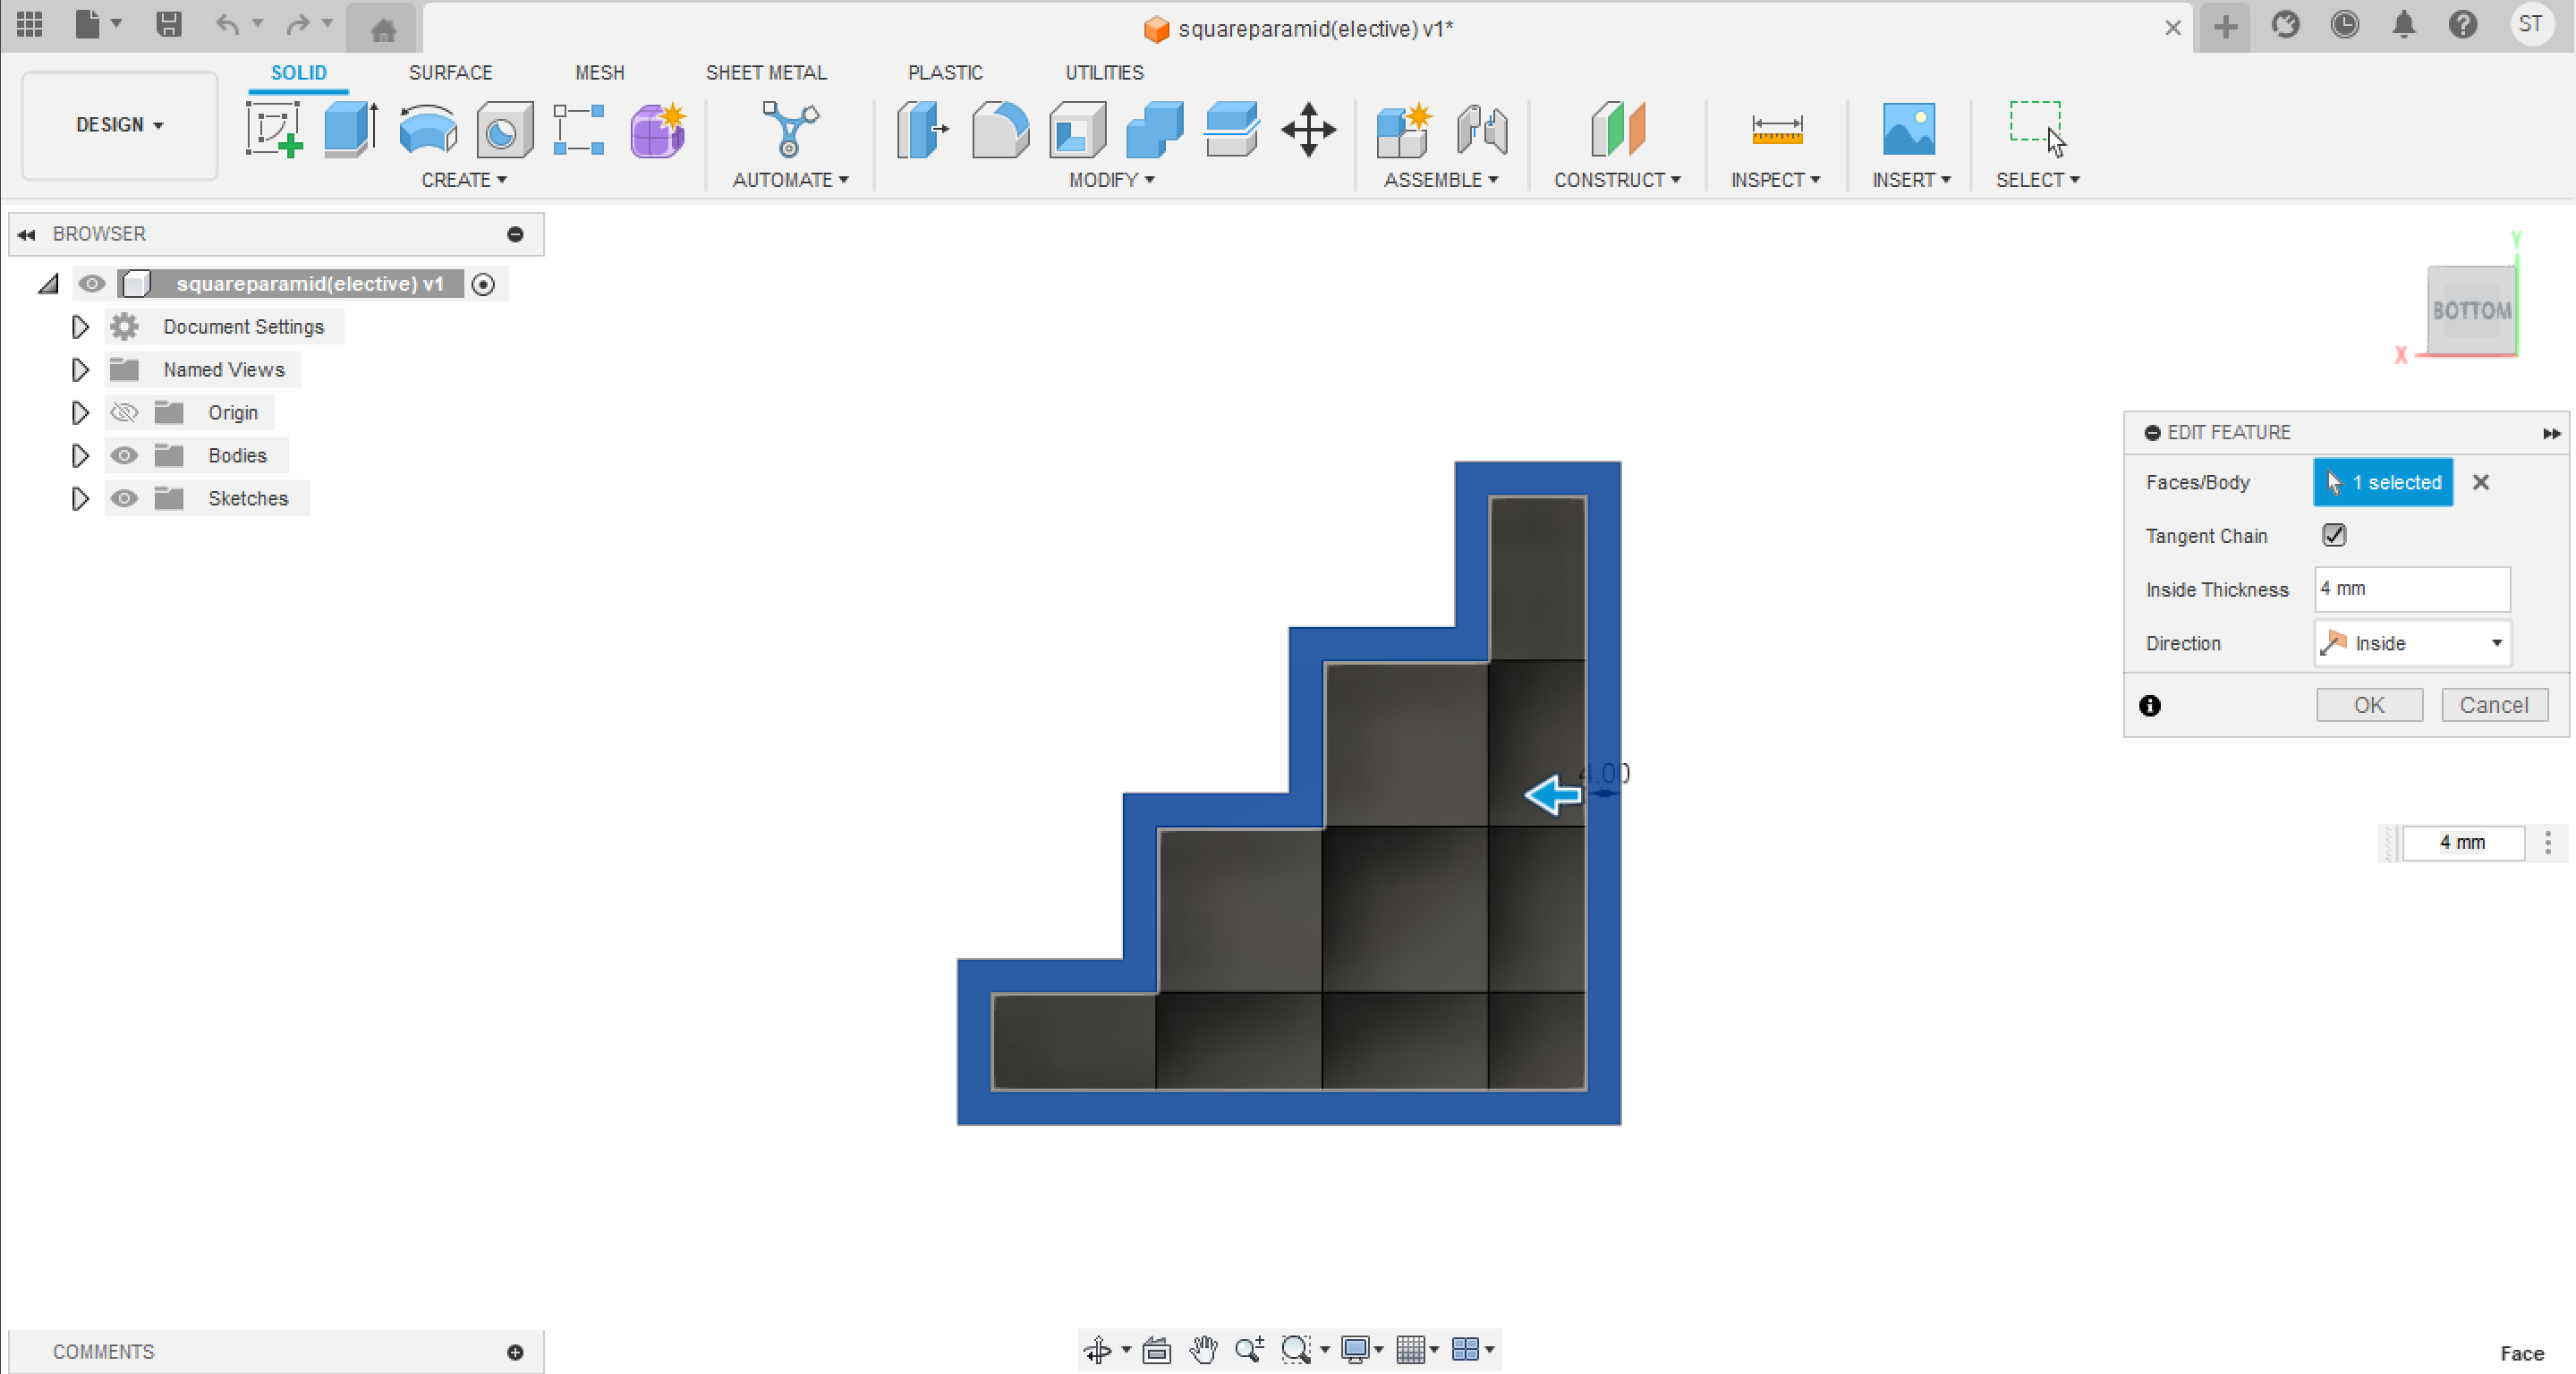 squareparamid(elective) v1*
ST
DESIGN
SOLID
SURFACE
MESH
SHEET METAL
PLASTIC
UTILITIES
CREATE
AUTOMATE
MODIFY
ASSEMBLE
CONSTRUCT
INSPECT
INSERT
SELECT
BROWSER
squareparamid(elective) v1
Document Settings
Named Views
Origin
Bodies
Sketches
Y
BOTTOM
X
EDIT FEATURE
Faces/Body 1 selected
Tangent Chain
Inside Thickness 4 mm
Direction Inside
OK Cancel
4.00
4 mm
COMMENTS
Face